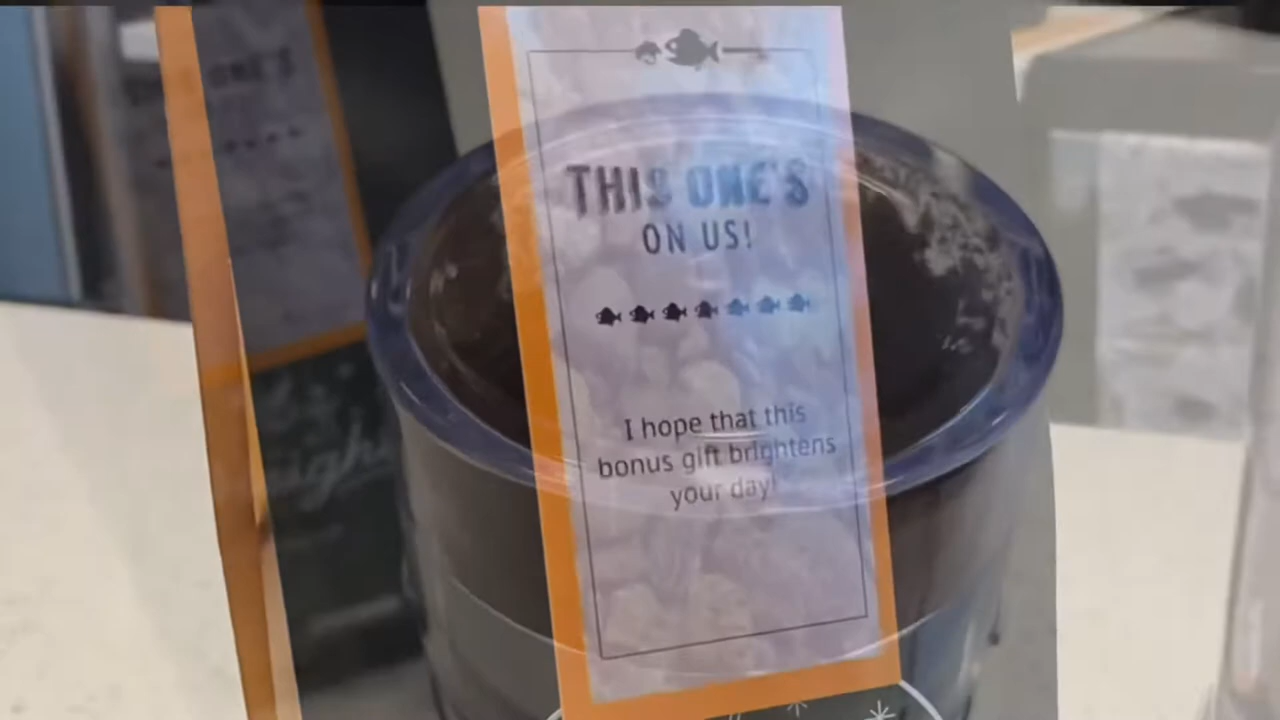 THIS ONE'S
ON US!
I hope that this
bonus gift brightens
your day!